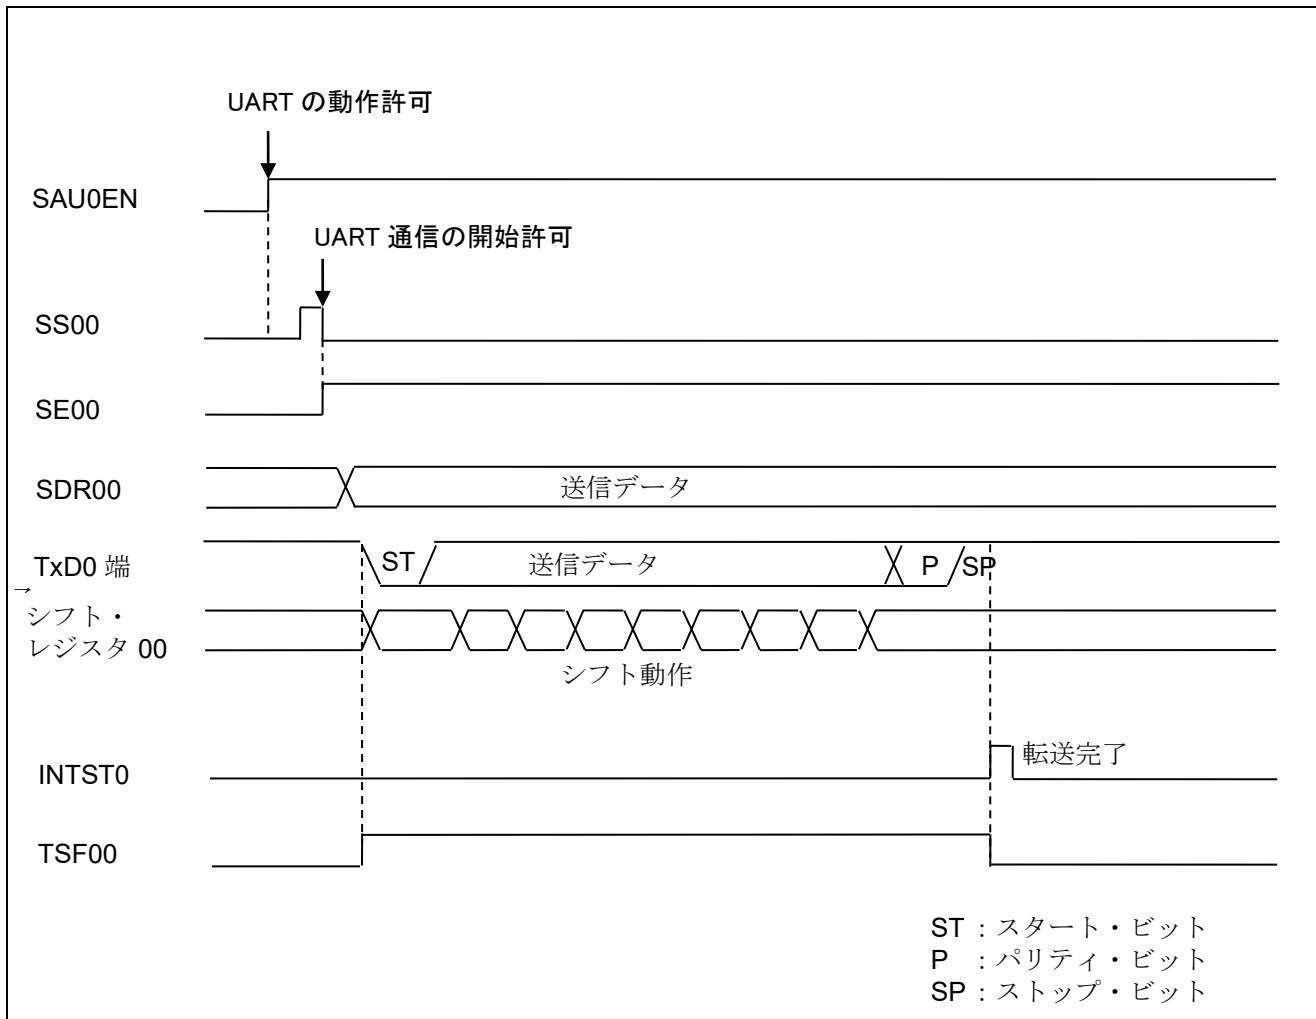 UART の動作許可
SAU0EN
UART 通信の開始許可
SS00
SE00
SDR00
送信データ
TxD0 端
ST
送信データ
P
SP
シフト・
レジスタ 00
シフト動作
INTST0
転送完了
TSF00
ST : スタート・ビット
P : パリティ・ビット
SP : ストップ・ビット